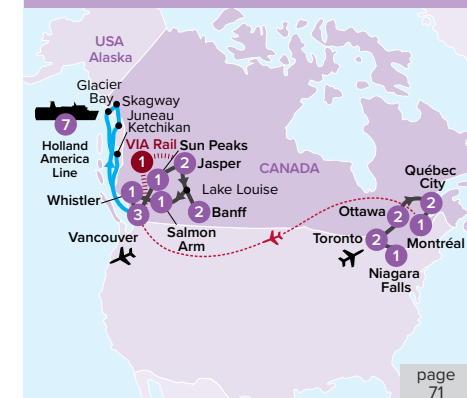 USA
Alaska
Glacier
Bay
Skagway
Juneau
Ketchikan
7
Holland
America
Line
VIA Rail
1
Sun Peaks
1
2
Jasper
CANADA
Lake Louise
Whistler
1
1
2
Banff
3
Vancouver
Salmon
Arm
Québec
City
2
Ottawa
2
1
Montréal
Toronto
2
1
Niagara
Falls
page
71